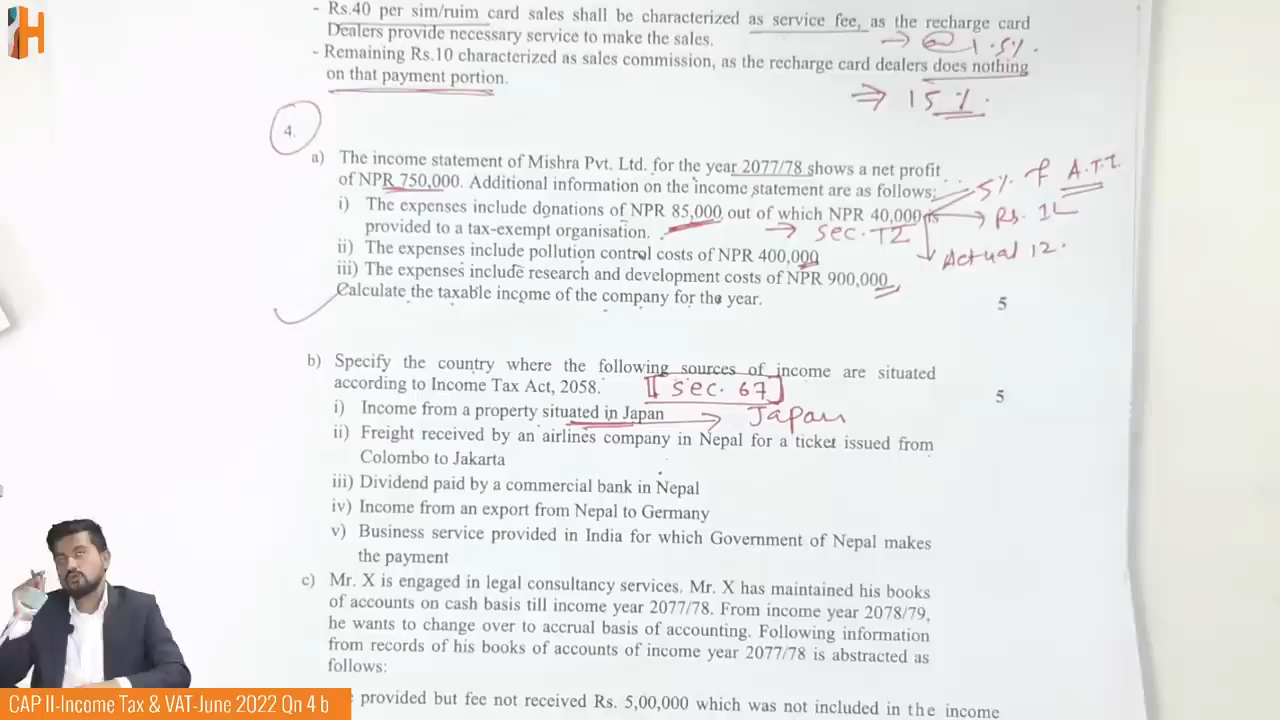 H
- Rs.40 per sim/ruim card sales shall be characterized as service fee, as the recharge card
Dealers provide necessary service to make the sales.
→ @ 1.5%.
- Remaining Rs.10 characterized as sales commission, as the recharge card dealers does nothing
on that payment portion.
⇒ 15%.
4.
a) The income statement of Mishra Pvt. Ltd. for the year 2077/78 shows a net profit
of NPR 750,000. Additional information on the income statement are as follows:
5% of A.T.I.
i) The expenses include donations of NPR 85,000 out of which NPR 40,000 is
→ Rs. 1L
provided to a tax-exempt organisation.
→ Sec. 12
Actual 12.
ii) The expenses include pollution control costs of NPR 400,000
iii) The expenses include research and development costs of NPR 900,000
Calculate the taxable income of the company for the year.
5
b) Specify the country where the following sources of income are situated
according to Income Tax Act, 2058.
[sec. 67]
5
i) Income from a property situated in Japan
→ Japan
ii) Freight received by an airlines company in Nepal for a ticket issued from
Colombo to Jakarta
iii) Dividend paid by a commercial bank in Nepal
iv) Income from an export from Nepal to Germany
v) Business service provided in India for which Government of Nepal makes
the payment
c) Mr. X is engaged in legal consultancy services. Mr. X has maintained his books
of accounts on cash basis till income year 2077/78. From income year 2078/79,
he wants to change over to accrual basis of accounting. Following information
from records of his books of accounts of income year 2077/78 is abstracted as
follows:
provided but fee not received Rs. 5,00,000 which was not included in the income
CAP II-Income Tax & VAT-June 2022 Qn 4 b